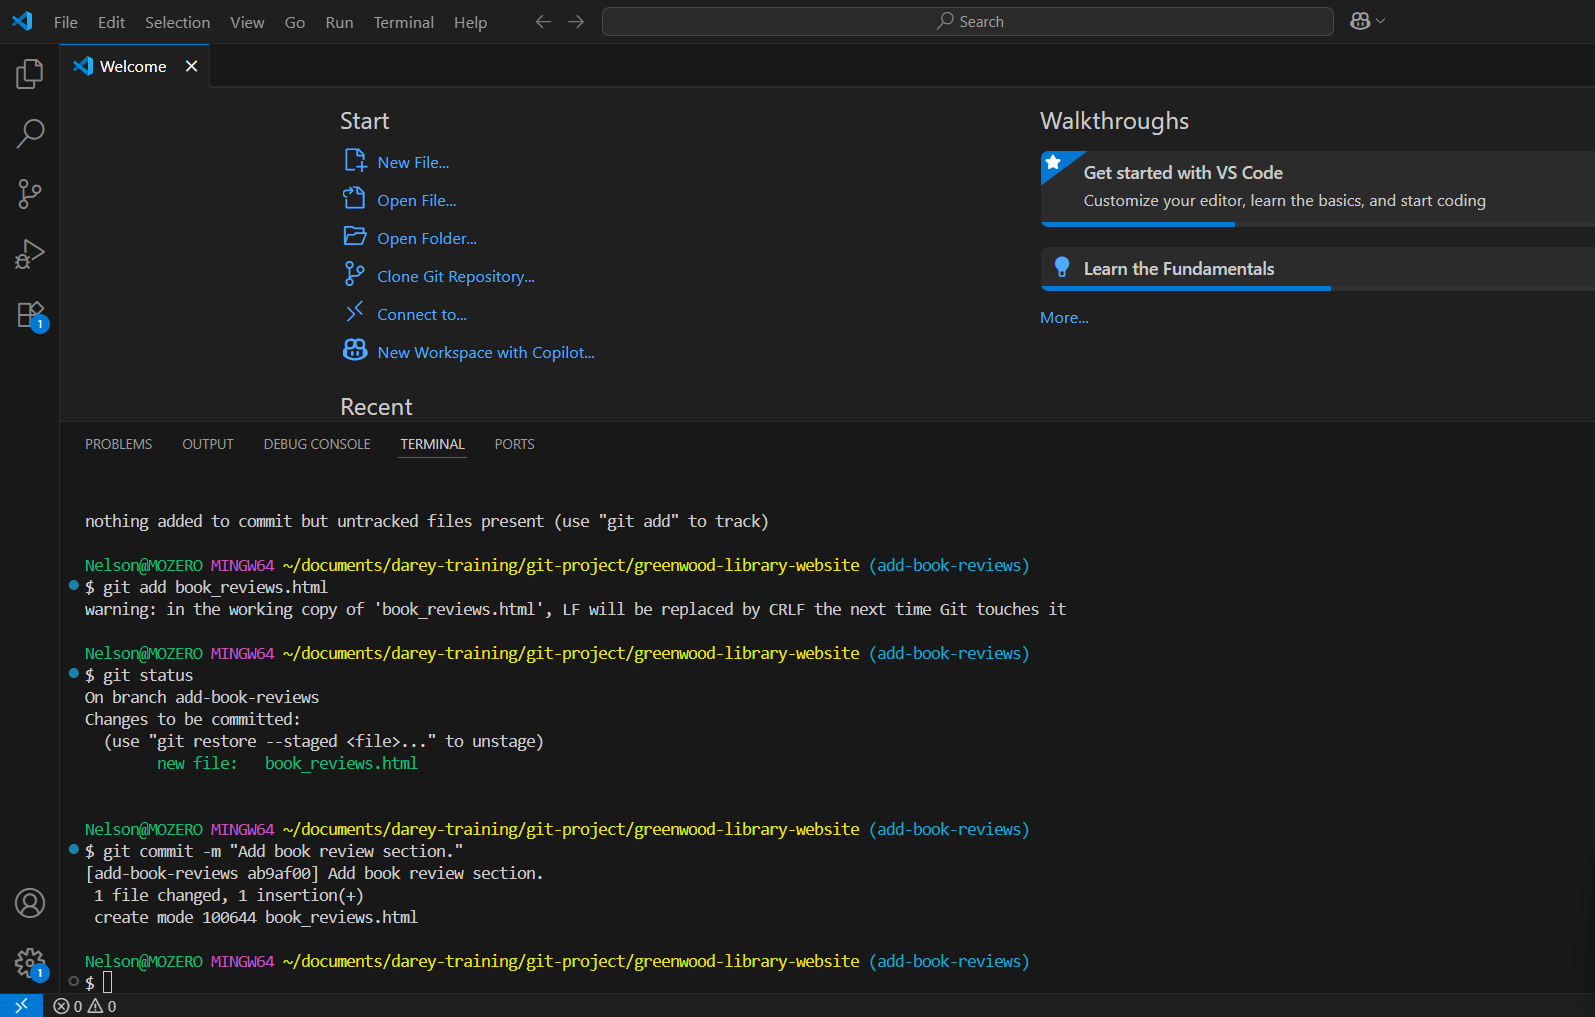 File Edit Selection View Go Run Terminal Help Search
Welcome
Start
New File...
Open File...
Open Folder...
Clone Git Repository...
Connect to...
New Workspace with Copilot...
Recent
Walkthroughs
Get started with VS Code
Customize your editor, learn the basics, and start coding
Learn the Fundamentals
More...
1
PROBLEMS OUTPUT DEBUG CONSOLE TERMINAL PORTS
nothing added to commit but untracked files present (use "git add" to track)
Nelson@MOZERO MINGW64 ~/documents/darey-training/git-project/greenwood-library-website (add-book-reviews)
$ git add book_reviews.html
warning: in the working copy of 'book_reviews.html', LF will be replaced by CRLF the next time Git touches it
Nelson@MOZERO MINGW64 ~/documents/darey-training/git-project/greenwood-library-website (add-book-reviews)
$ git status
On branch add-book-reviews
Changes to be committed:
(use "git restore --staged <file>..." to unstage)
new file: book_reviews.html
Nelson@MOZERO MINGW64 ~/documents/darey-training/git-project/greenwood-library-website (add-book-reviews)
$ git commit -m "Add book review section."
[add-book-reviews ab9af00] Add book review section.
1 file changed, 1 insertion(+)
create mode 100644 book_reviews.html
Nelson@MOZERO MINGW64 ~/documents/darey-training/git-project/greenwood-library-website (add-book-reviews)
$
1
0 0